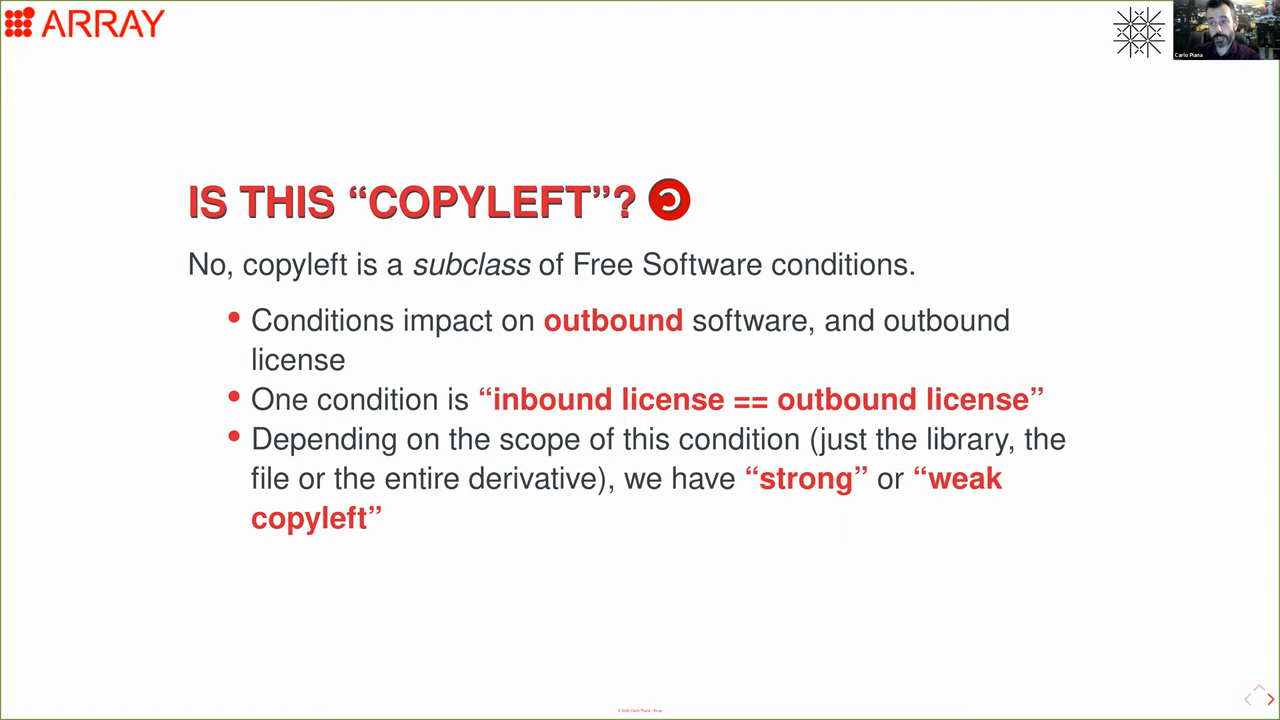 ARRAY
Carlo Piana
IS THIS “COPYLEFT”?
No, copyleft is a subclass of Free Software conditions.
• Conditions impact on outbound software, and outbound
license
• One condition is “inbound license == outbound license”
• Depending on the scope of this condition (just the library, the
file or the entire derivative), we have “strong” or “weak
copyleft”